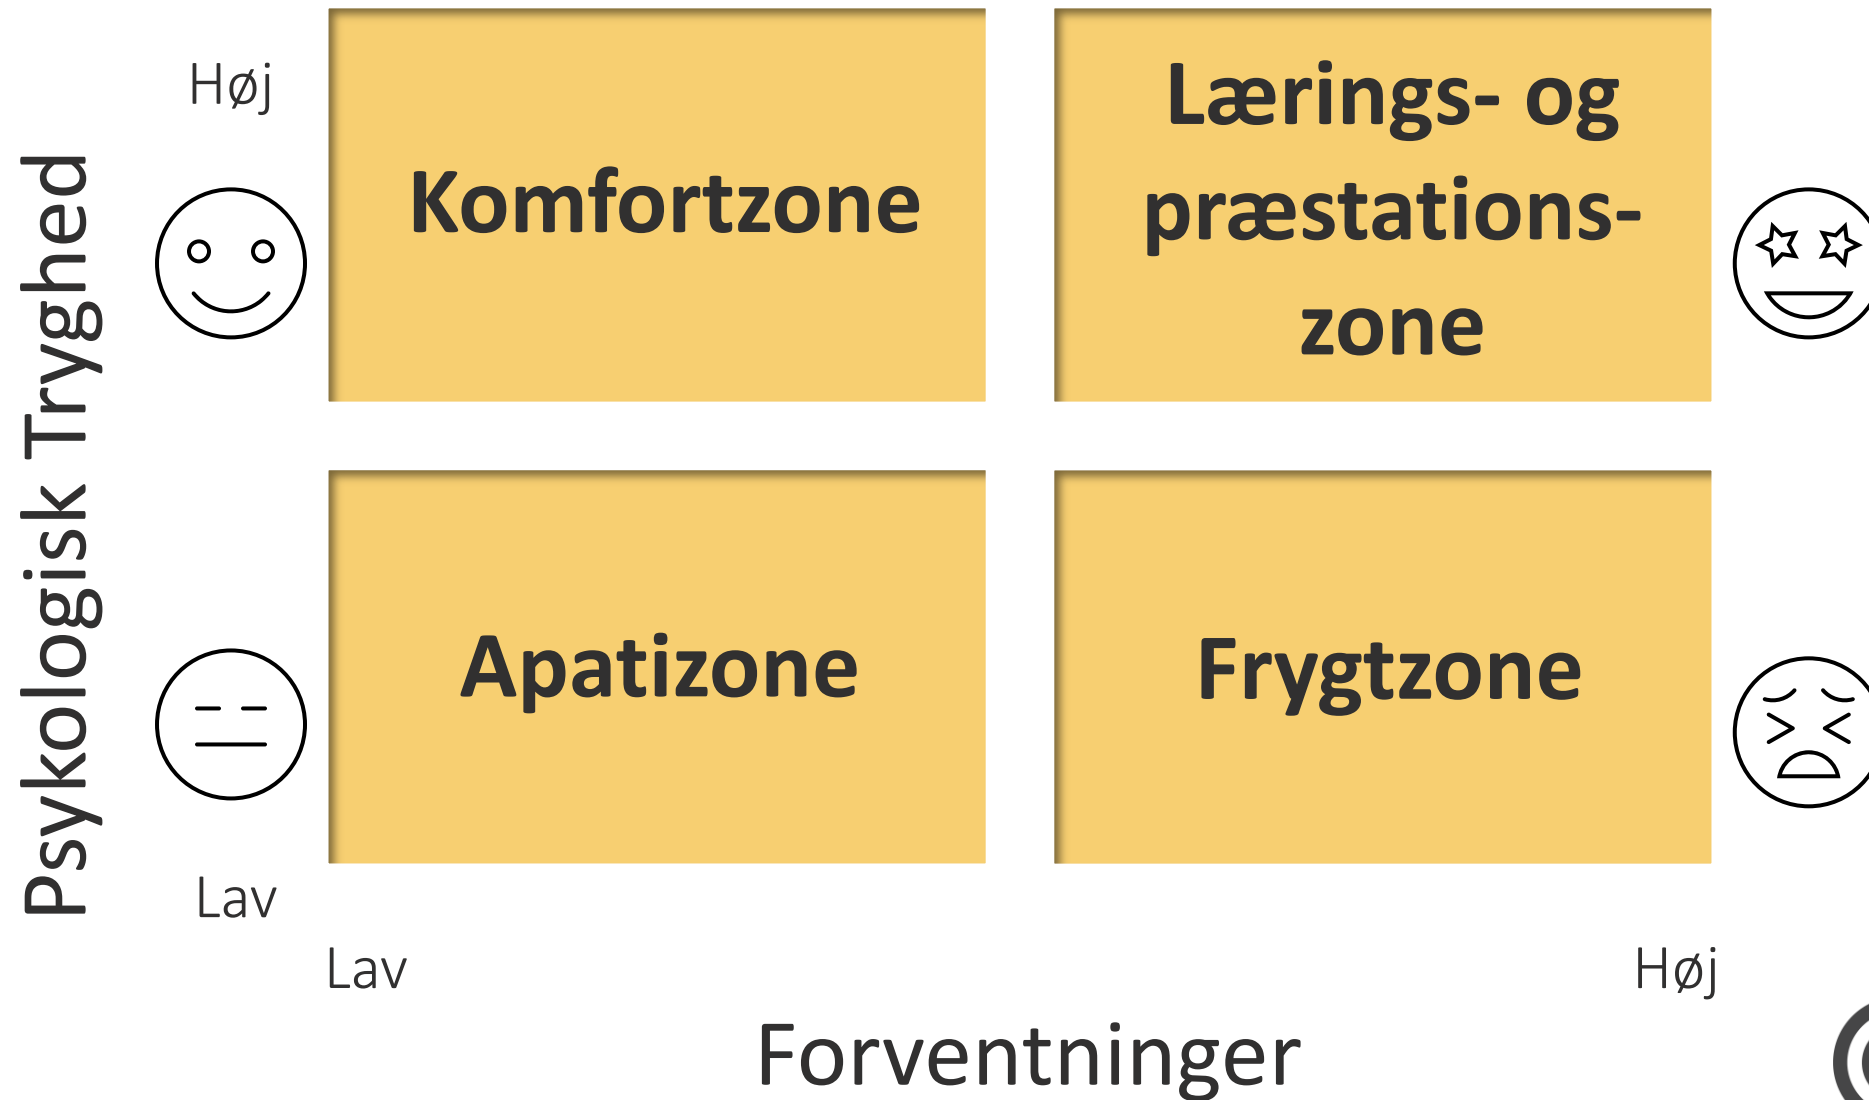 Psykologisk Tryghed
Høj
Komfortzone
Lærings- og
præstations-
zone
Apatizone
Frygtzone
Lav
Lav
Høj
Forventninger